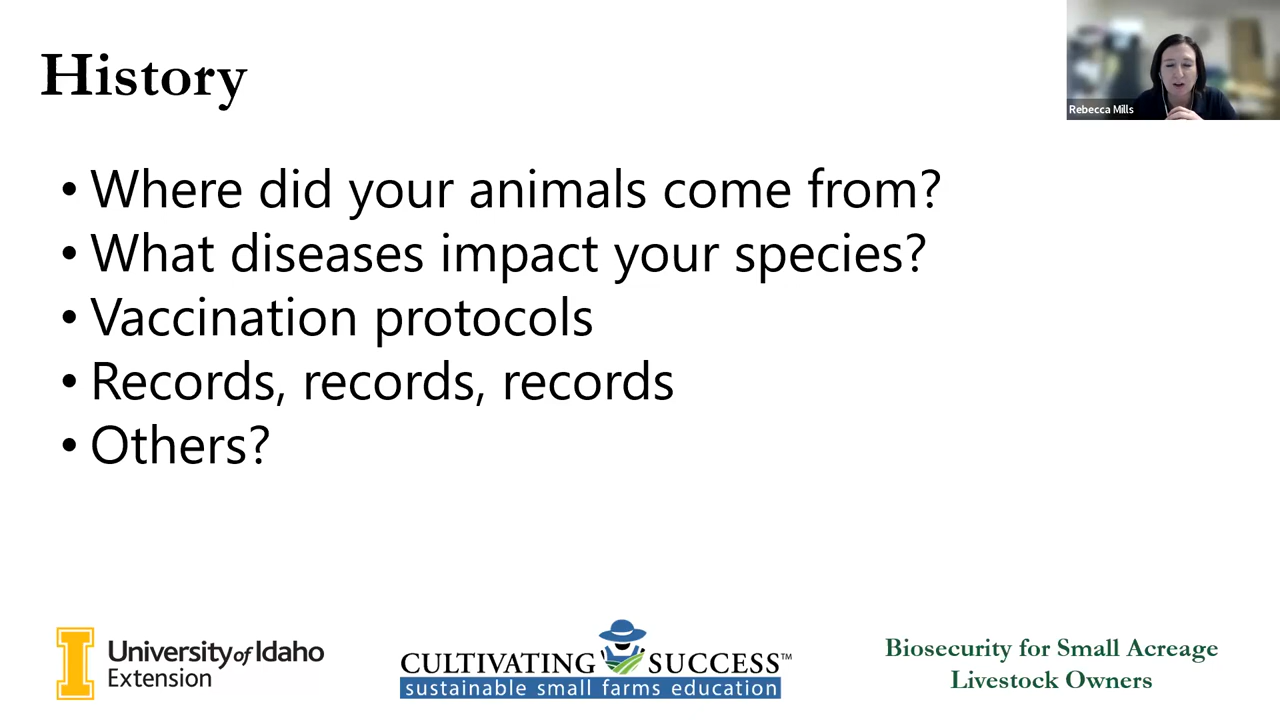 History
Rebecca Mills
• Where did your animals come from?
• What diseases impact your species?
• Vaccination protocols
• Records, records, records
• Others?
University of Idaho
Extension
CULTIVATING SUCCESS™
sustainable small farms education
Biosecurity for Small Acreage
Livestock Owners